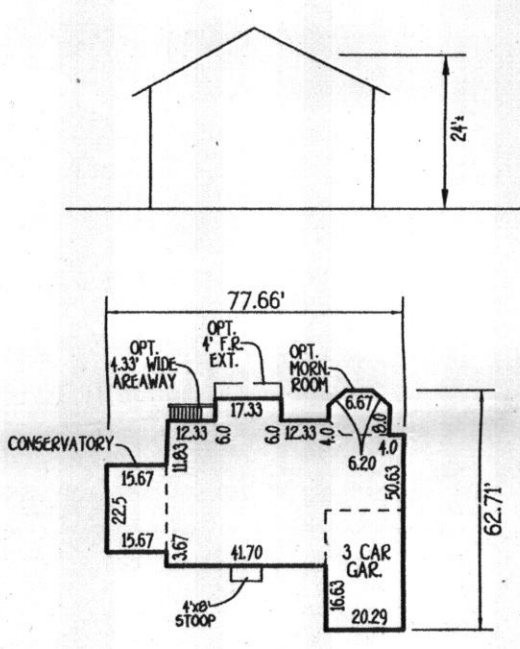 24'±
77.66'
OPT.
4.33' WIDE
AREAWAY
OPT.
4' F.R.
EXT.
OPT.
MORN.
ROOM
6.67
17.33
8.0
12.33
6.0
6.0
12.33
4.0
4.0
CONSERVATORY
11.83
6.20
15.67
50.63
62.71'
22.5
15.67
3.67
41.70
3 CAR
GAR.
4'x8'
STOOP
16.63
20.29